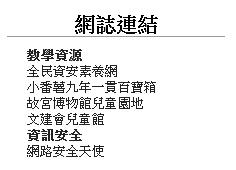 網誌連結
教學資源
全民資安素養網
小番薯九年一貫百寶箱
故宮博物館兒童園地
文建會兒童館
資訊安全
網路安全天使